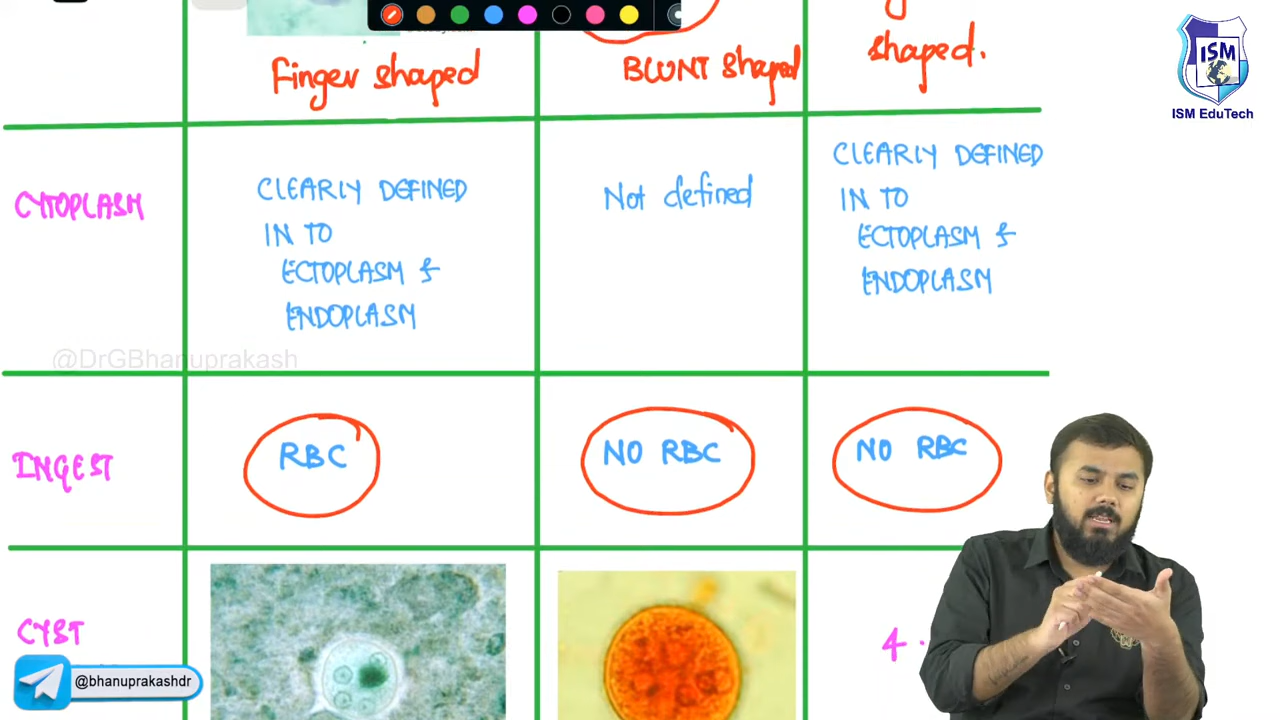 ISM
ISM EduTech
Finger shaped
BLUNT shaped
shaped.
CYTOPLASM
CLEARLY DEFINED
IN TO
ECTOPLASM &
ENDOPLASM
Not defined
CLEARLY DEFINED
IN TO
ECTOPLASM &
ENDOPLASM
@DrGBhanuprakash
INGEST
RBC
NO RBC
NO RBC
CYST
4
@bhanuprakashdr